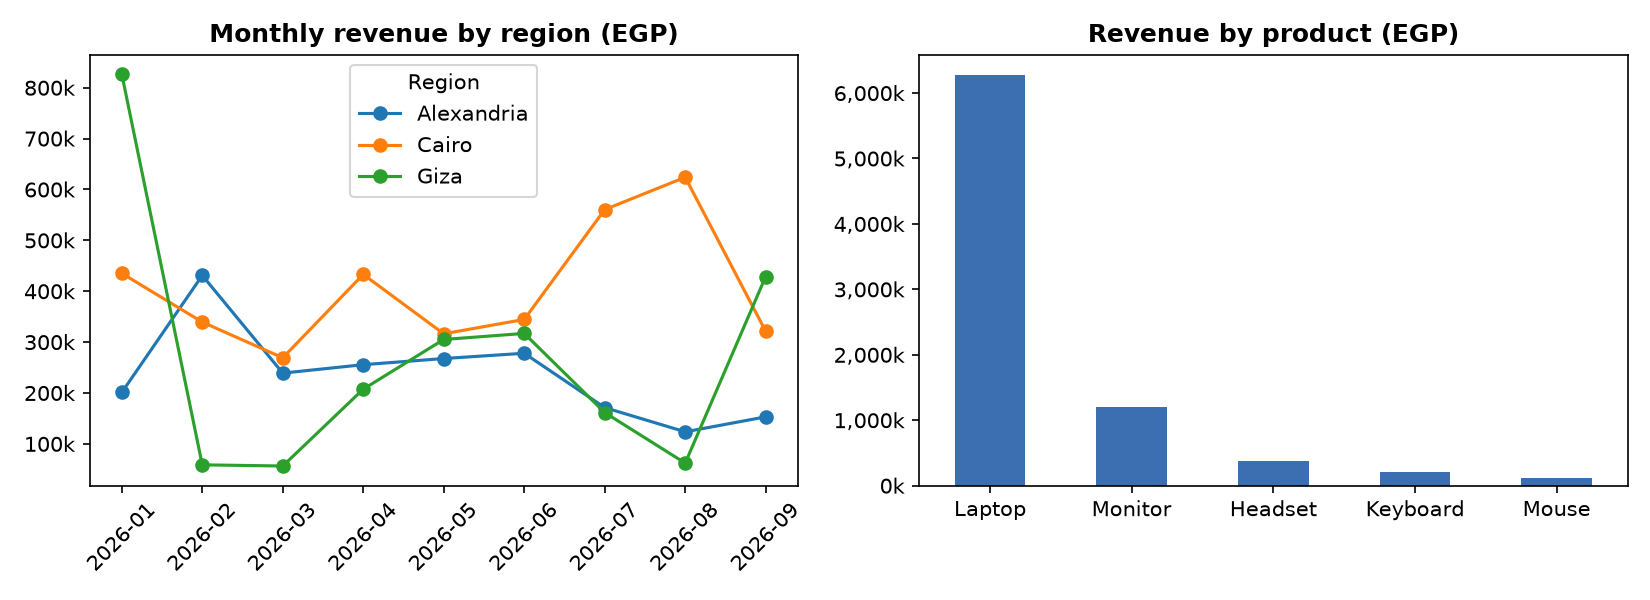 Monthly revenue by region (EGP)
800k
700k
600k
500k
400k
300k
200k
100k
Region
Alexandria
Cairo
Giza
2026-01
2026-02
2026-03
2026-04
2026-05
2026-06
2026-07
2026-08
2026-09
Revenue by product (EGP)
6,000k
5,000k
4,000k
3,000k
2,000k
1,000k
0k
Laptop
Monitor
Headset
Keyboard
Mouse